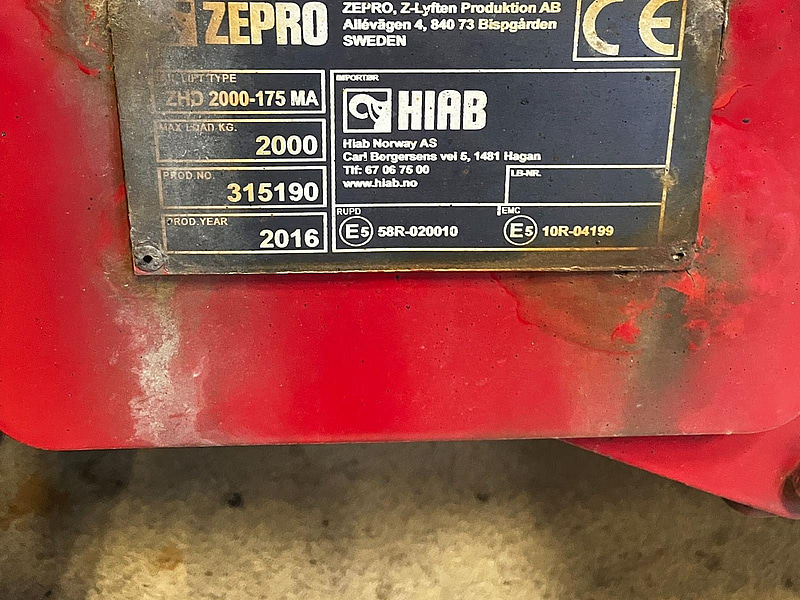 ZEPRO
ZEPRO, Z-Lyften Produktion AB
Allévägen 4, 840 73 Bispgården
SWEDEN
CE
LIFT TYPE
ZHD 2000-175 MA
MAX LOAD KG.
2000
PROD.NO.
315190
PROD.YEAR
2016
IMPORTØR
HIAB
Hiab Norway AS
Carl Borgersens vei 5, 1481 Hagan
Tlf: 67 06 75 00
www.hiab.no
LB-NR.
RUPD
E5 58R-020010
EMC
E5 10R-04199